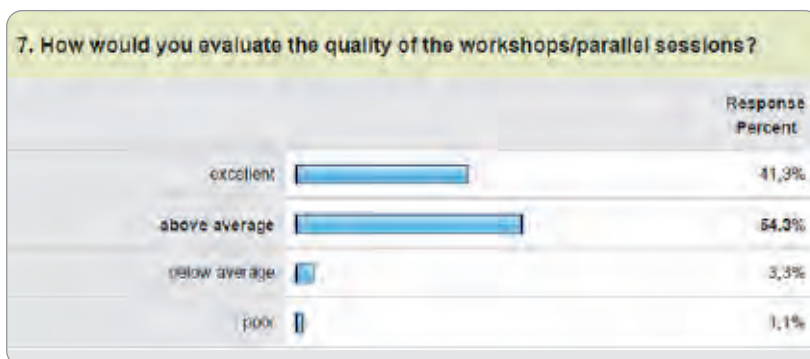 7. How would you evaluate the quality of the workshops/parallel sessions?
Response
Percent
excellent 41,3%
above average 54,3%
below average 3,3%
poor 1,1%